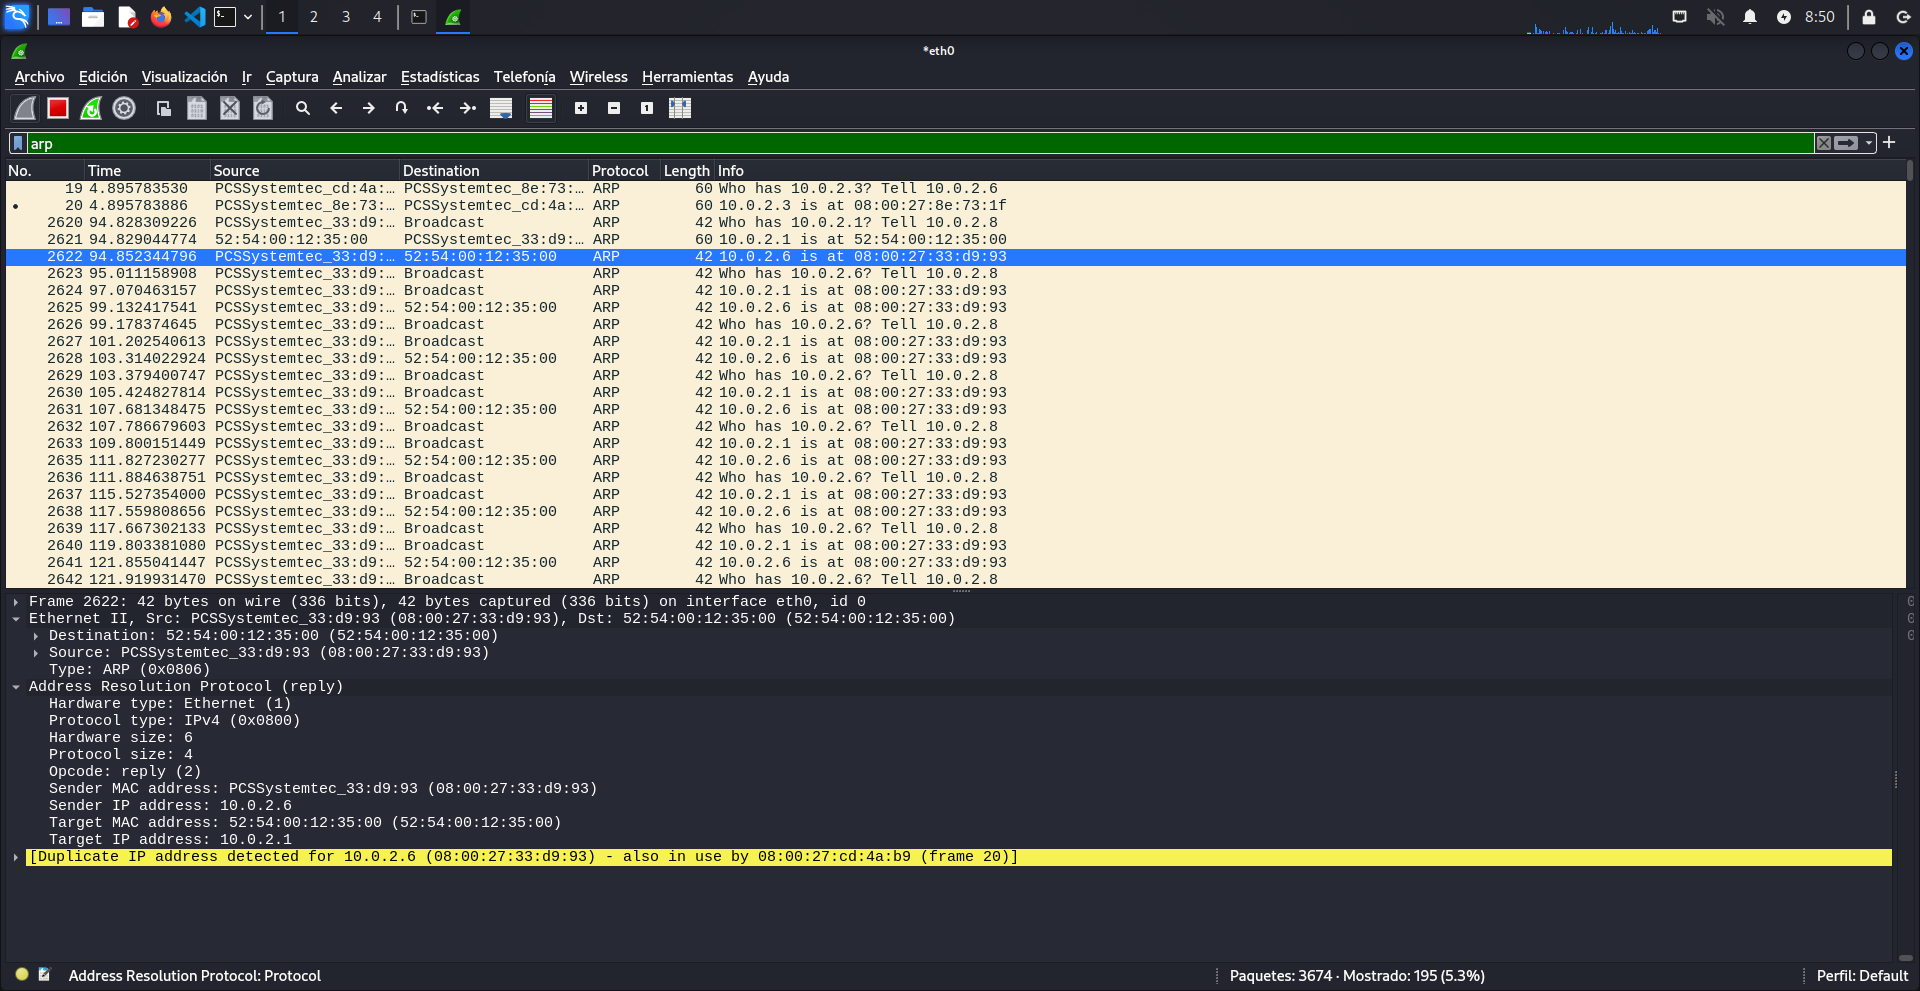 1 2 3 4 8:50
*eth0
Archivo Edición Visualización Ir Captura Analizar Estadísticas Telefonía Wireless Herramientas Ayuda
arp
No. Time Source Destination Protocol Length Info
19 4.895783530 PCSSystemtec_cd:4a:… PCSSystemtec_8e:73:… ARP 60 Who has 10.0.2.3? Tell 10.0.2.6
20 4.895783886 PCSSystemtec_8e:73:… PCSSystemtec_cd:4a:… ARP 60 10.0.2.3 is at 08:00:27:8e:73:1f
2620 94.828309226 PCSSystemtec_33:d9:… Broadcast ARP 42 Who has 10.0.2.1? Tell 10.0.2.8
2621 94.829044774 52:54:00:12:35:00 PCSSystemtec_33:d9:… ARP 60 10.0.2.1 is at 52:54:00:12:35:00
2622 94.852344796 PCSSystemtec_33:d9:… 52:54:00:12:35:00 ARP 42 10.0.2.6 is at 08:00:27:33:d9:93
2623 95.011158908 PCSSystemtec_33:d9:… Broadcast ARP 42 Who has 10.0.2.6? Tell 10.0.2.8
2624 97.070463157 PCSSystemtec_33:d9:… Broadcast ARP 42 10.0.2.1 is at 08:00:27:33:d9:93
2625 99.132417541 PCSSystemtec_33:d9:… 52:54:00:12:35:00 ARP 42 10.0.2.6 is at 08:00:27:33:d9:93
2626 99.178374645 PCSSystemtec_33:d9:… Broadcast ARP 42 Who has 10.0.2.6? Tell 10.0.2.8
2627 101.202540613 PCSSystemtec_33:d9:… Broadcast ARP 42 10.0.2.1 is at 08:00:27:33:d9:93
2628 103.314022924 PCSSystemtec_33:d9:… 52:54:00:12:35:00 ARP 42 10.0.2.6 is at 08:00:27:33:d9:93
2629 103.379400747 PCSSystemtec_33:d9:… Broadcast ARP 42 Who has 10.0.2.6? Tell 10.0.2.8
2630 105.424827814 PCSSystemtec_33:d9:… Broadcast ARP 42 10.0.2.1 is at 08:00:27:33:d9:93
2631 107.681348475 PCSSystemtec_33:d9:… 52:54:00:12:35:00 ARP 42 10.0.2.6 is at 08:00:27:33:d9:93
2632 107.786679603 PCSSystemtec_33:d9:… Broadcast ARP 42 Who has 10.0.2.6? Tell 10.0.2.8
2633 109.800151449 PCSSystemtec_33:d9:… Broadcast ARP 42 10.0.2.1 is at 08:00:27:33:d9:93
2635 111.827230277 PCSSystemtec_33:d9:… 52:54:00:12:35:00 ARP 42 10.0.2.6 is at 08:00:27:33:d9:93
2636 111.884638751 PCSSystemtec_33:d9:… Broadcast ARP 42 Who has 10.0.2.6? Tell 10.0.2.8
2637 115.527354000 PCSSystemtec_33:d9:… Broadcast ARP 42 10.0.2.1 is at 08:00:27:33:d9:93
2638 117.559808656 PCSSystemtec_33:d9:… 52:54:00:12:35:00 ARP 42 10.0.2.6 is at 08:00:27:33:d9:93
2639 117.667302133 PCSSystemtec_33:d9:… Broadcast ARP 42 Who has 10.0.2.6? Tell 10.0.2.8
2640 119.803381080 PCSSystemtec_33:d9:… Broadcast ARP 42 10.0.2.1 is at 08:00:27:33:d9:93
2641 121.855041447 PCSSystemtec_33:d9:… 52:54:00:12:35:00 ARP 42 10.0.2.6 is at 08:00:27:33:d9:93
2642 121.919931470 PCSSystemtec_33:d9:… Broadcast ARP 42 Who has 10.0.2.6? Tell 10.0.2.8
Frame 2622: 42 bytes on wire (336 bits), 42 bytes captured (336 bits) on interface eth0, id 0
Ethernet II, Src: PCSSystemtec_33:d9:93 (08:00:27:33:d9:93), Dst: 52:54:00:12:35:00 (52:54:00:12:35:00)
Destination: 52:54:00:12:35:00 (52:54:00:12:35:00)
Source: PCSSystemtec_33:d9:93 (08:00:27:33:d9:93)
Type: ARP (0x0806)
Address Resolution Protocol (reply)
Hardware type: Ethernet (1)
Protocol type: IPv4 (0x0800)
Hardware size: 6
Protocol size: 4
Opcode: reply (2)
Sender MAC address: PCSSystemtec_33:d9:93 (08:00:27:33:d9:93)
Sender IP address: 10.0.2.6
Target MAC address: 52:54:00:12:35:00 (52:54:00:12:35:00)
Target IP address: 10.0.2.1
[Duplicate IP address detected for 10.0.2.6 (08:00:27:33:d9:93) - also in use by 08:00:27:cd:4a:b9 (frame 20)]
Address Resolution Protocol: Protocol Paquetes: 3674 · Mostrado: 195 (5.3%) Perfil: Default